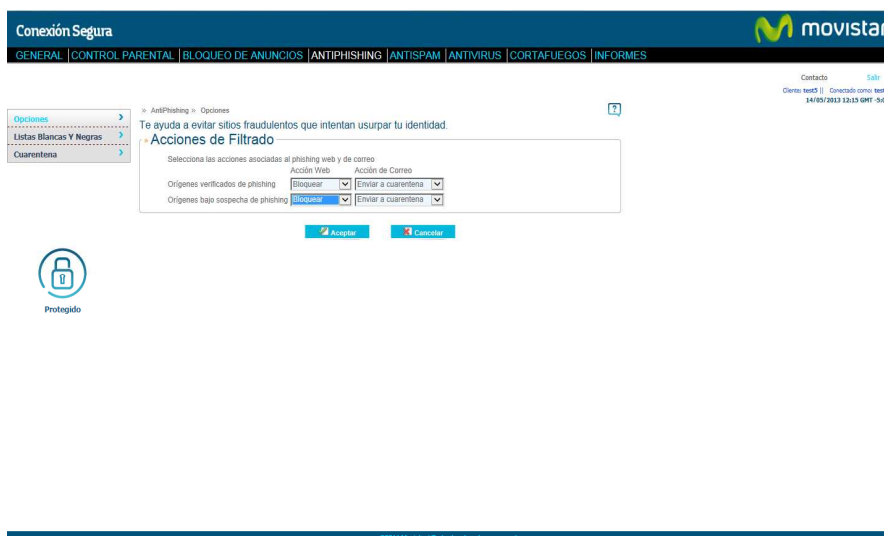 Conexión Segura
movistar
GENERAL | CONTROL PARENTAL | BLOQUEO DE ANUNCIOS | ANTIPHISHING | ANTISPAM | ANTIVIRUS | CORTAFUEGOS | INFORMES
Contacto Salir
Cliente: test5 || Conectado como: test
14/05/2013 12:15 GMT -5:0
» AntiPhishing » Opciones
?
Opciones
Listas Blancas Y Negras
Cuarentena
Te ayuda a evitar sitios fraudulentos que intentan usurpar tu identidad.
Acciones de Filtrado
Selecciona las acciones asociadas al phishing web y de correo
Acción Web Acción de Correo
Orígenes verificados de phishing Bloquear Enviar a cuarentena
Orígenes bajo sospecha de phishing Bloquear Enviar a cuarentena
Aceptar Cancelar
Protegido